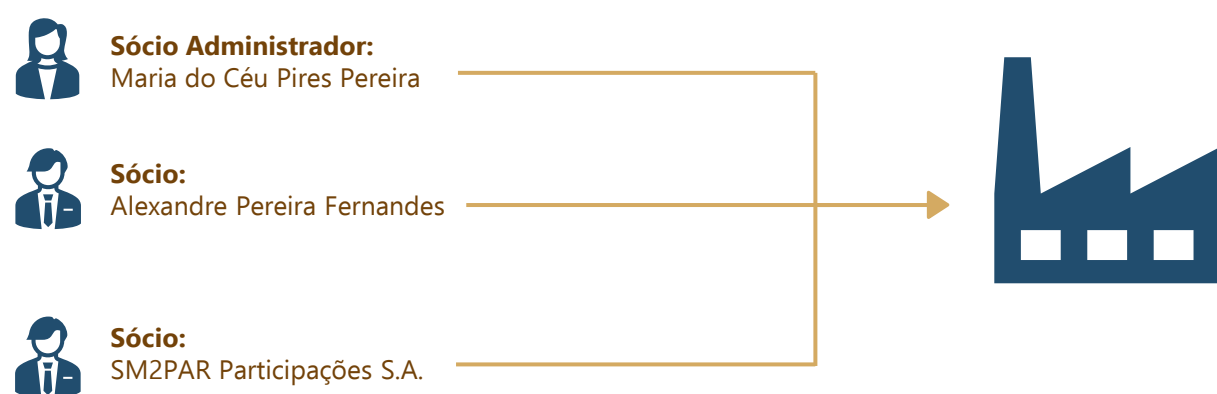 Sócio Administrador:
Maria do Céu Pires Pereira
Sócio:
Alexandre Pereira Fernandes
Sócio:
SM2PAR Participações S.A.